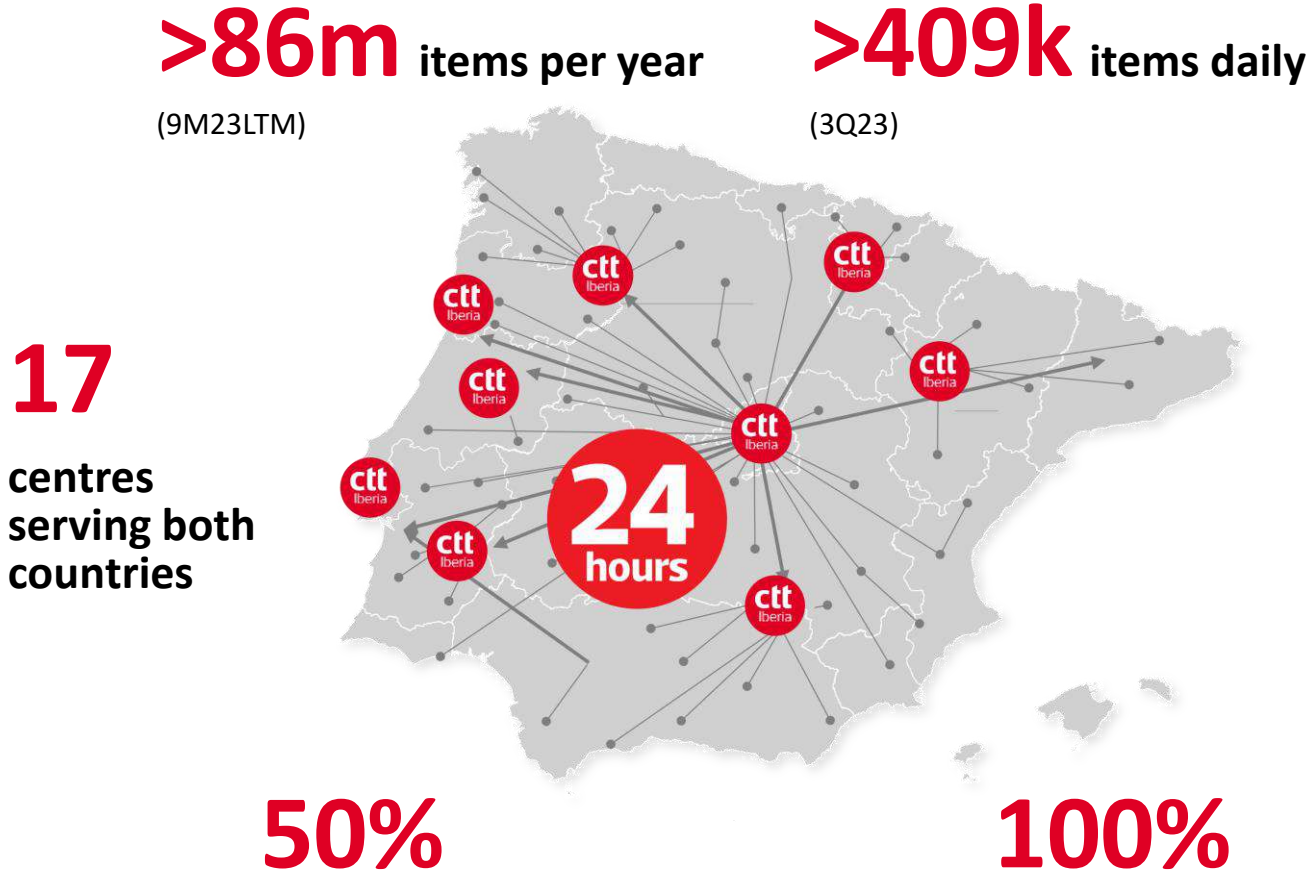 >86m items per year
(9M23LTM)
>409k items daily
(3Q23)
ctt
Iberia
ctt
Iberia
ctt
Iberia
ctt
Iberia
ctt
Iberia
17
centres
serving both
countries
ctt
Iberia
ctt
Iberia
24
hours
ctt
Iberia
ctt
Iberia
50%
100%